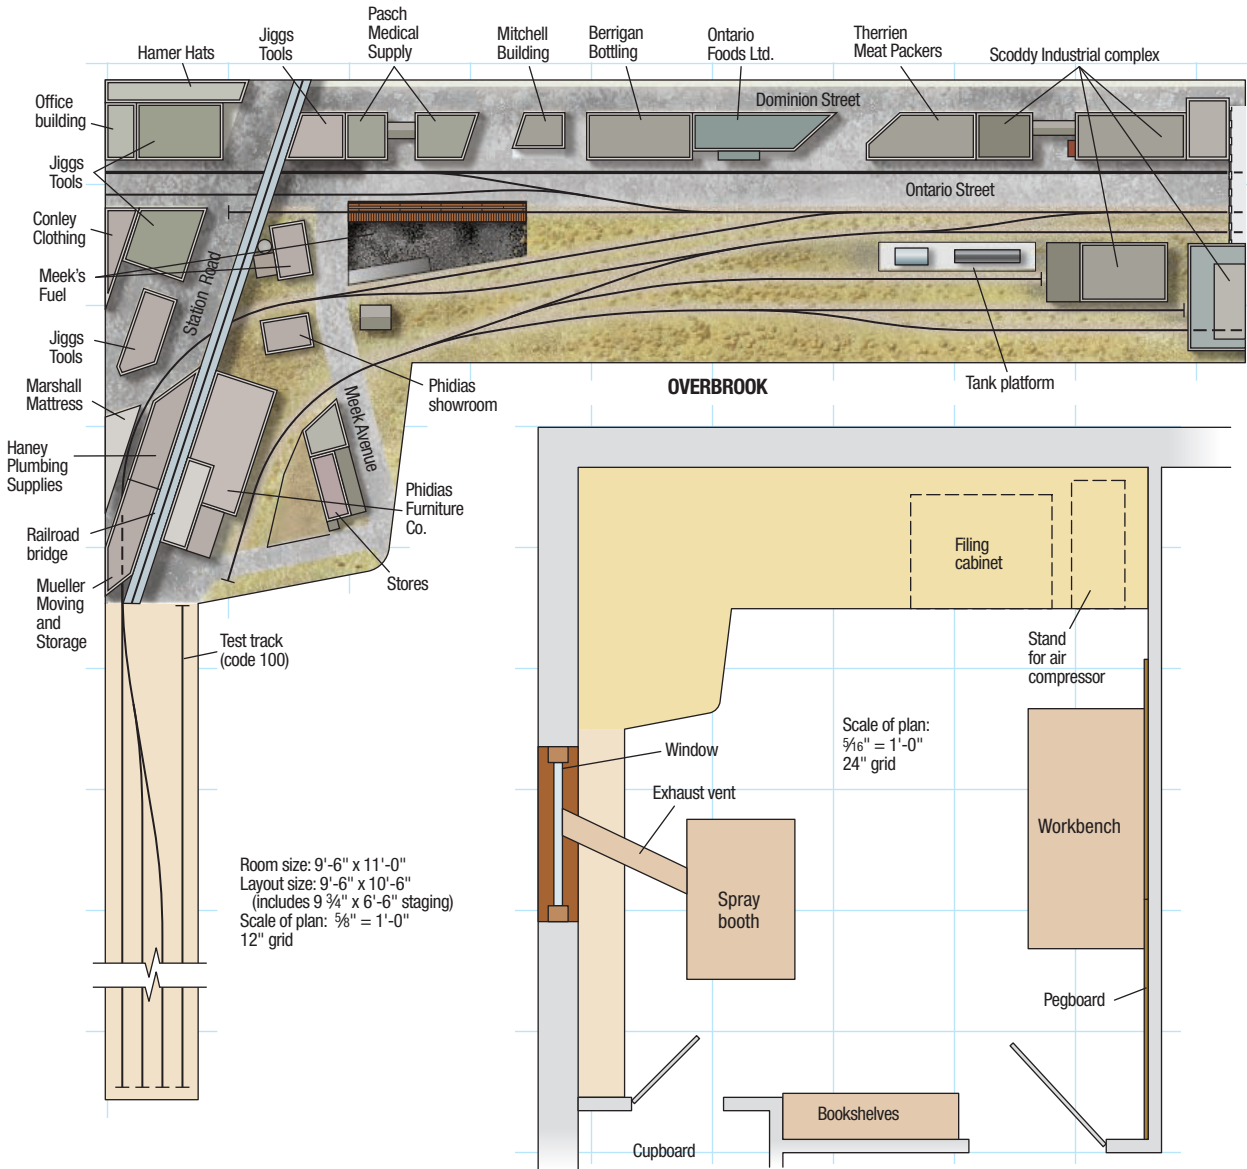 Hamer Hats
Jiggs
Tools
Pasch
Medical
Supply
Mitchell
Building
Berrigan
Bottling
Ontario
Foods Ltd.
Therrien
Meat Packers
Scoddy Industrial complex
Office
building
Dominion Street
Jiggs
Tools
Ontario Street
Conley
Clothing
Station Road
Meek's
Fuel
Jiggs
Tools
Marshall
Mattress
Phidias
showroom
OVERBROOK
Tank platform
Meek Avenue
Haney
Plumbing
Supplies
Phidias
Furniture
Co.
Railroad
bridge
Stores
Mueller
Moving
and
Storage
Test track
(code 100)
Filing
cabinet
Stand
for air
compressor
Scale of plan:
5⁄16" = 1'-0"
24" grid
Window
Exhaust vent
Workbench
Spray
booth
Room size: 9'-6" x 11'-0"
Layout size: 9'-6" x 10'-6"
(includes 9 ¾" x 6'-6" staging)
Scale of plan: ⅝" = 1'-0"
12" grid
Pegboard
Bookshelves
Cupboard